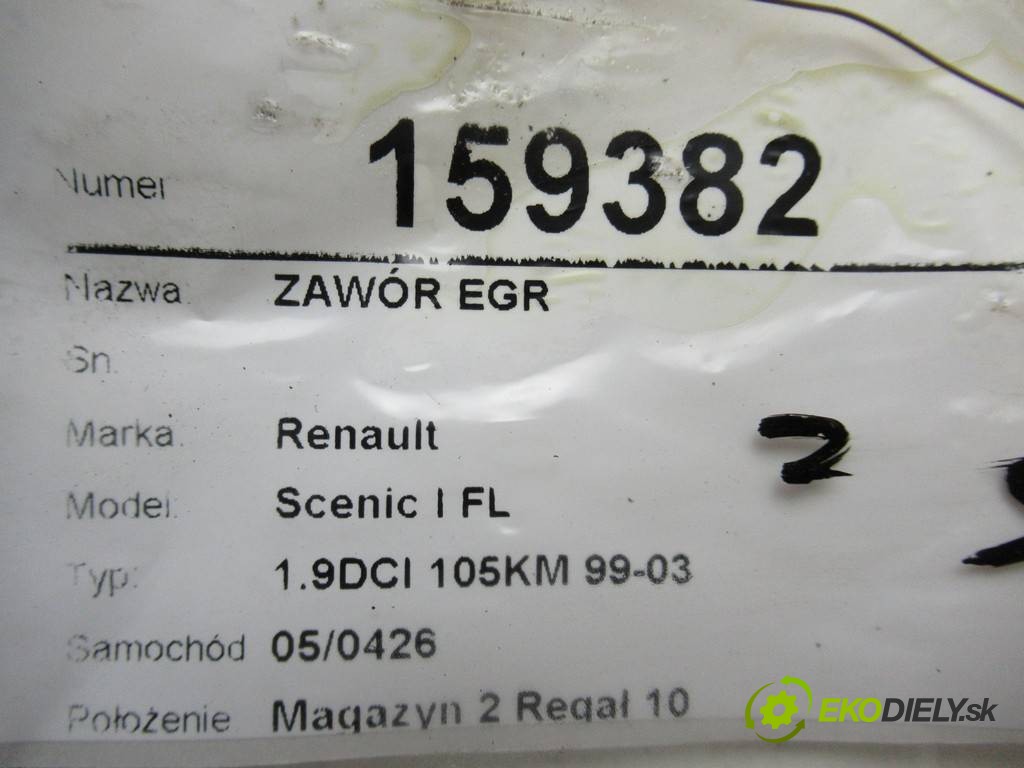 Numer 159382
Nazwa: ZAWÓR EGR
Sn:
Marka: Renault
Model: Scenic I FL
Typ: 1.9DCI 105KM 99-03
Samochód 05/0426
Położenie Magazyn 2 Regał 10
2
EKODIELY.sk